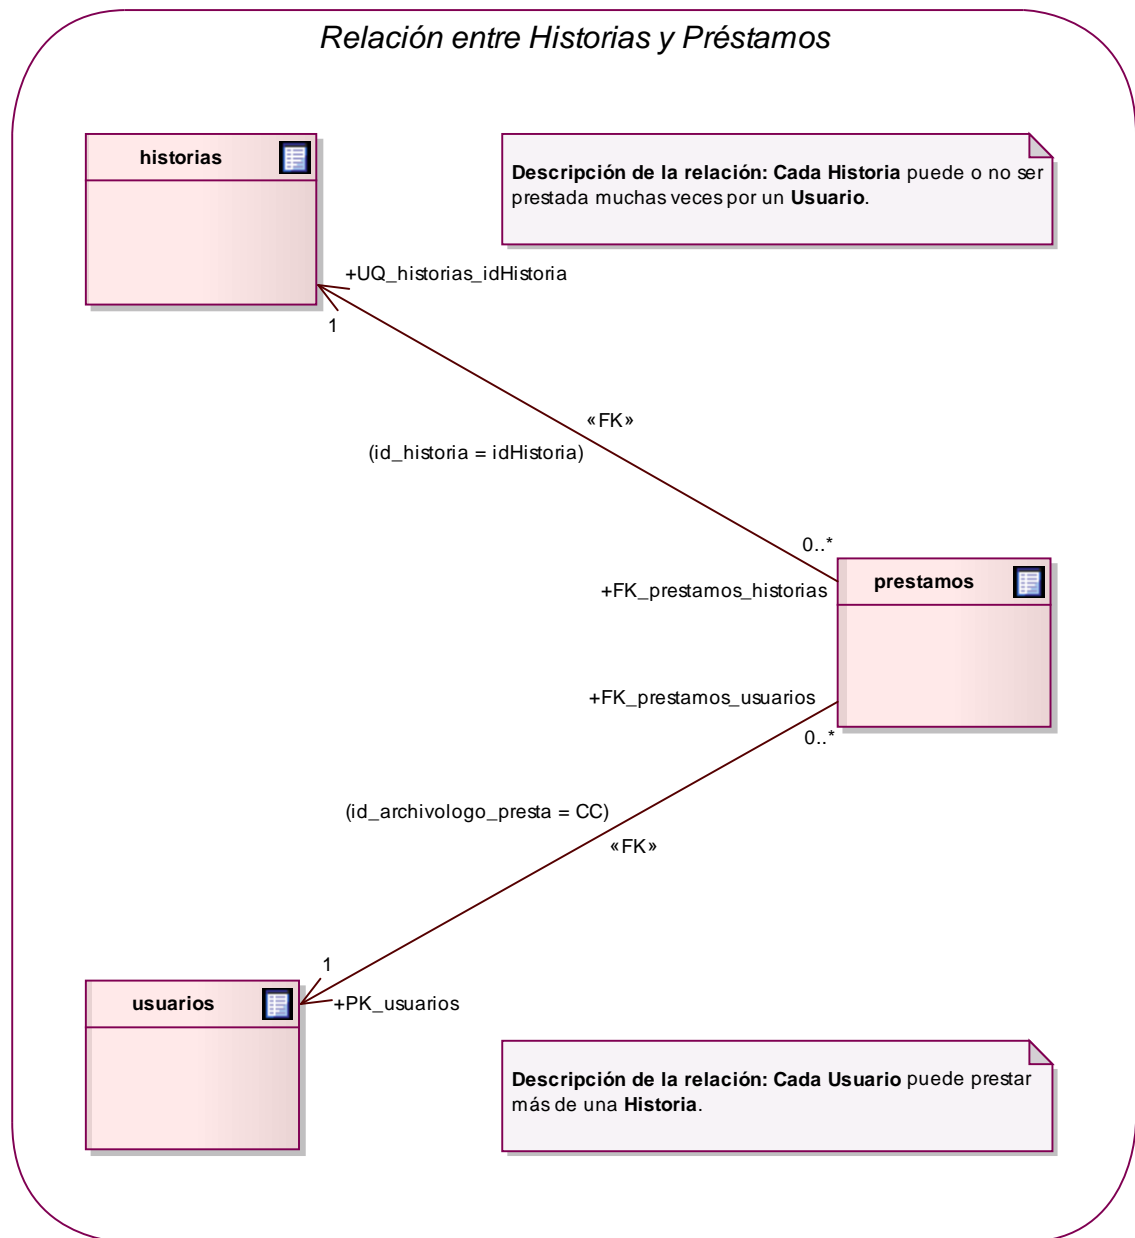 Relación entre Historias y Préstamos
historias
Descripción de la relación: Cada Historia puede o no ser
prestada muchas veces por un Usuario.
+UQ_historias_idHistoria
1
«FK»
(id_historia = idHistoria)
0..*
+FK_prestamos_historias
prestamos
+FK_prestamos_usuarios
0..*
(id_archivologo_presta = CC)
«FK»
1
+PK_usuarios
usuarios
Descripción de la relación: Cada Usuario puede prestar
más de una Historia.